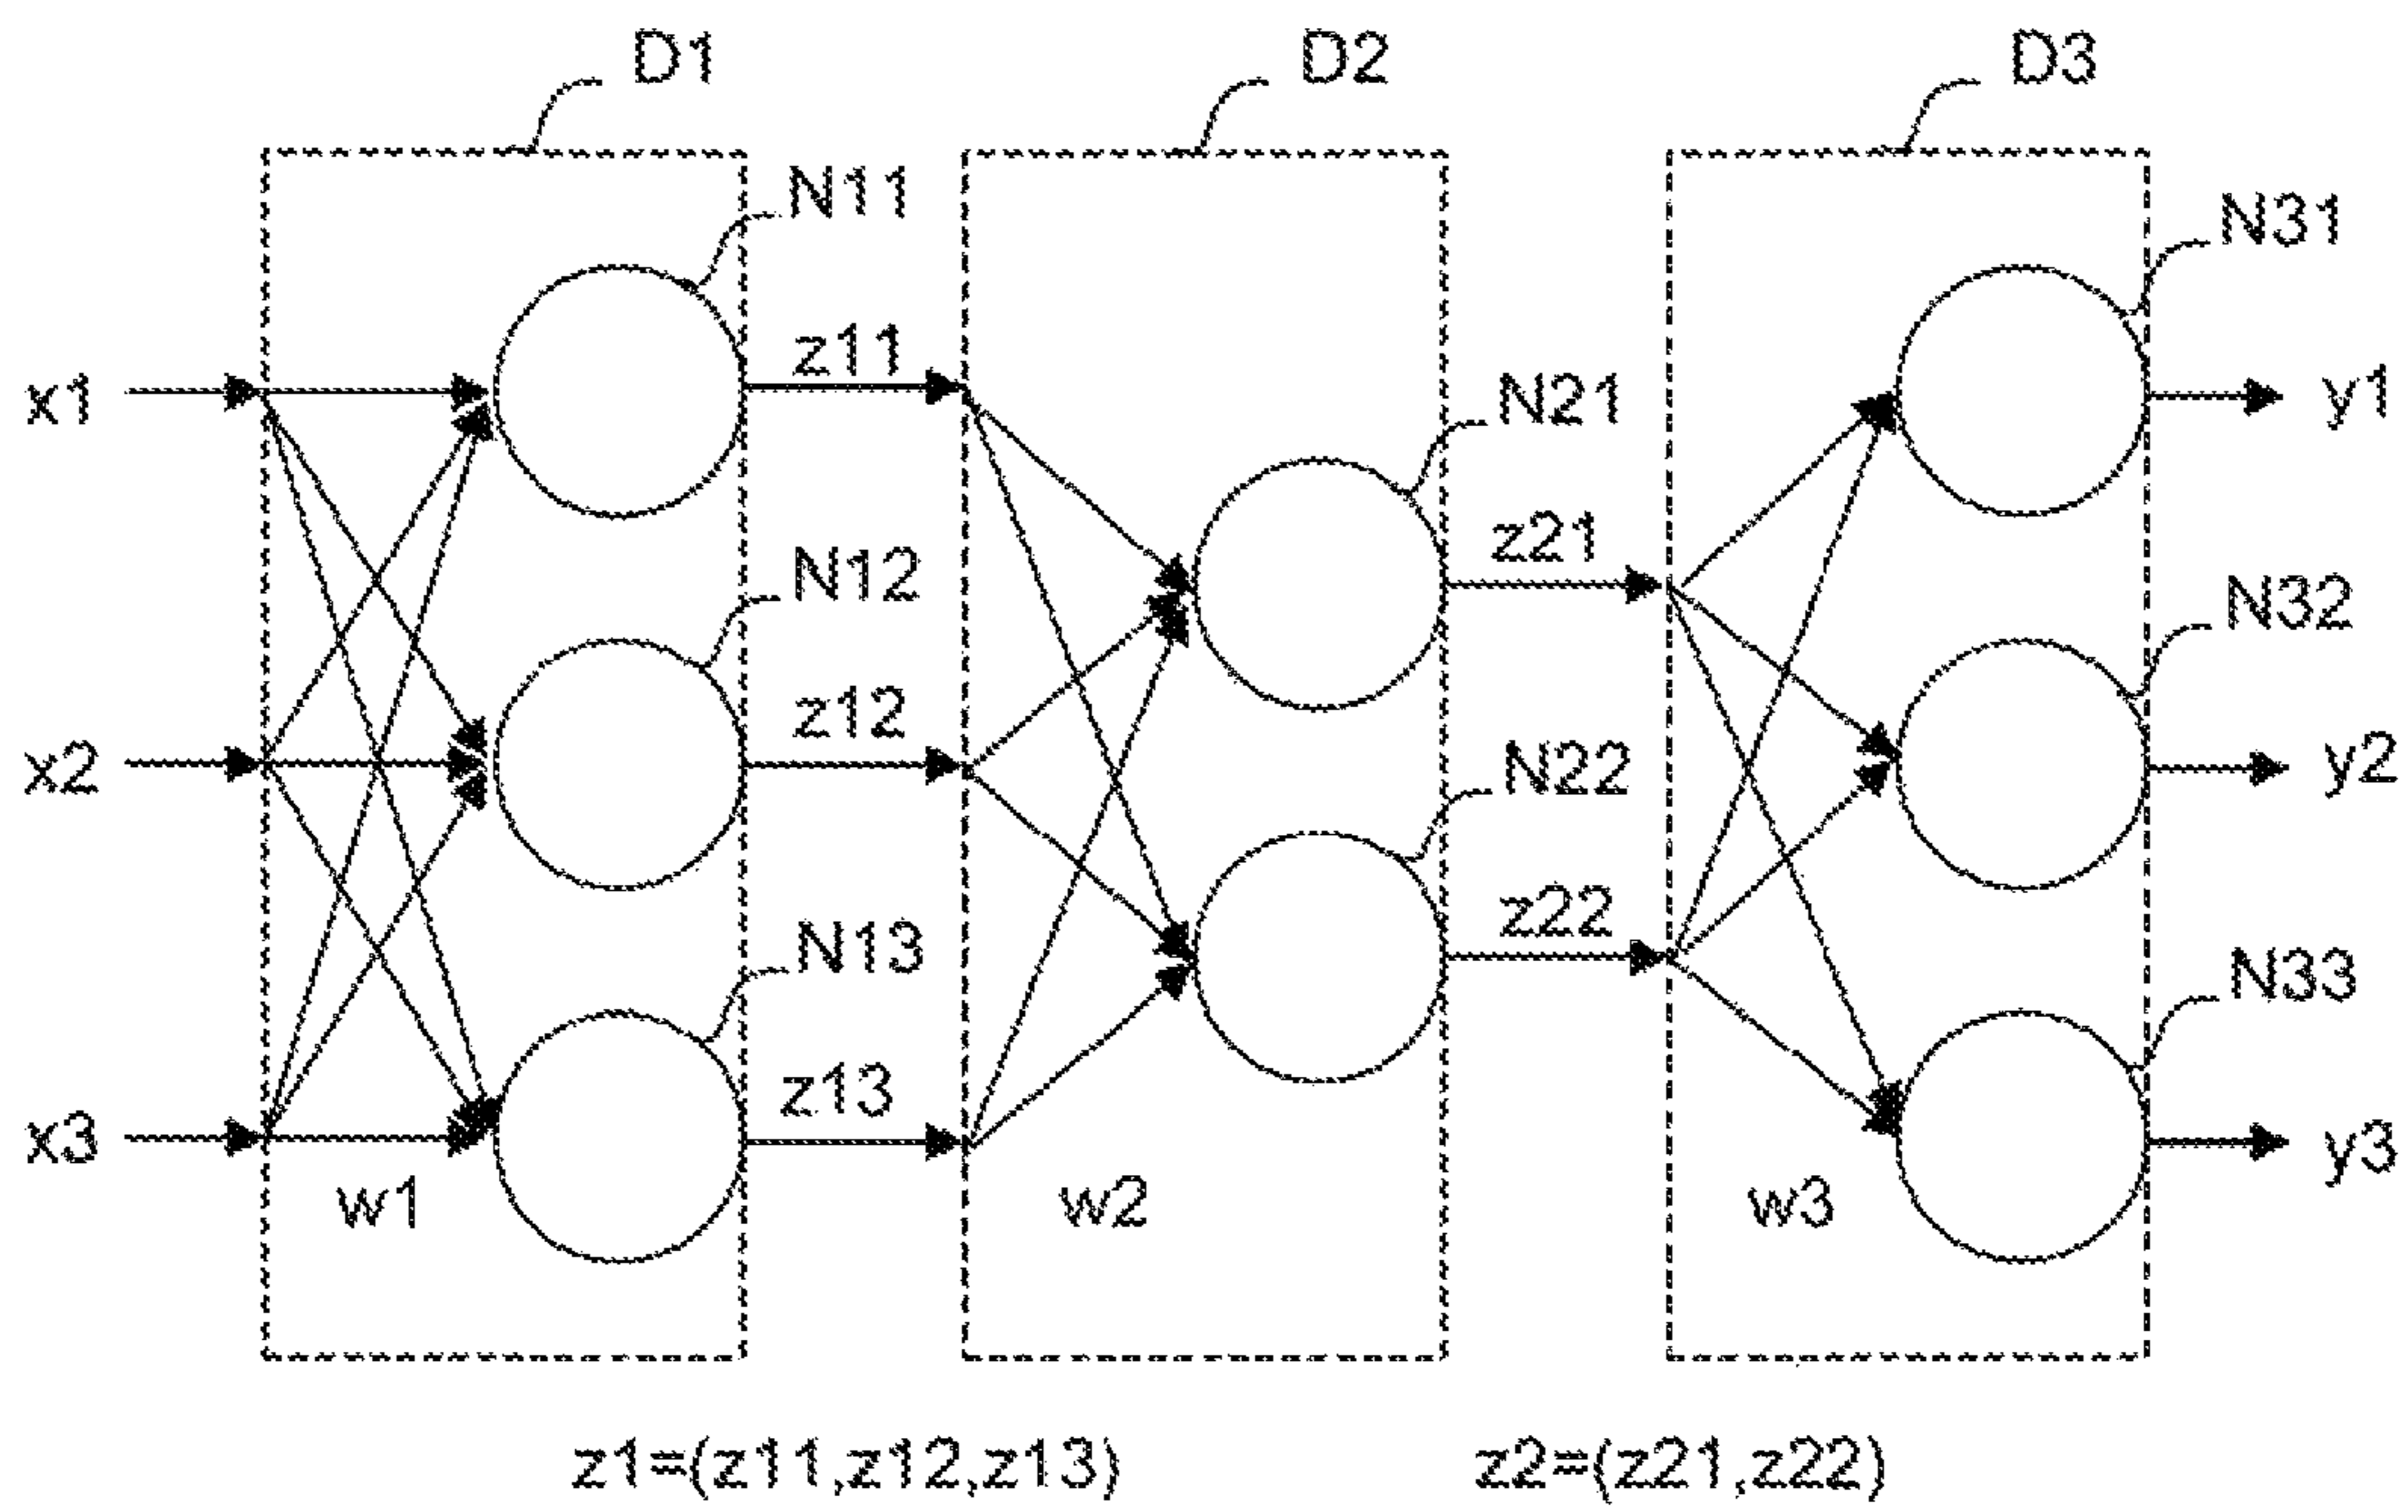 D1
D2
D3
N11
N31
z11
x1
N21
y1
z21
N12
N32
z12
x2
N22
y2
z22
N13
N33
z13
x3
y3
w1
w2
w3
z1=(z11,z12,z13)
z2=(z21,z22)